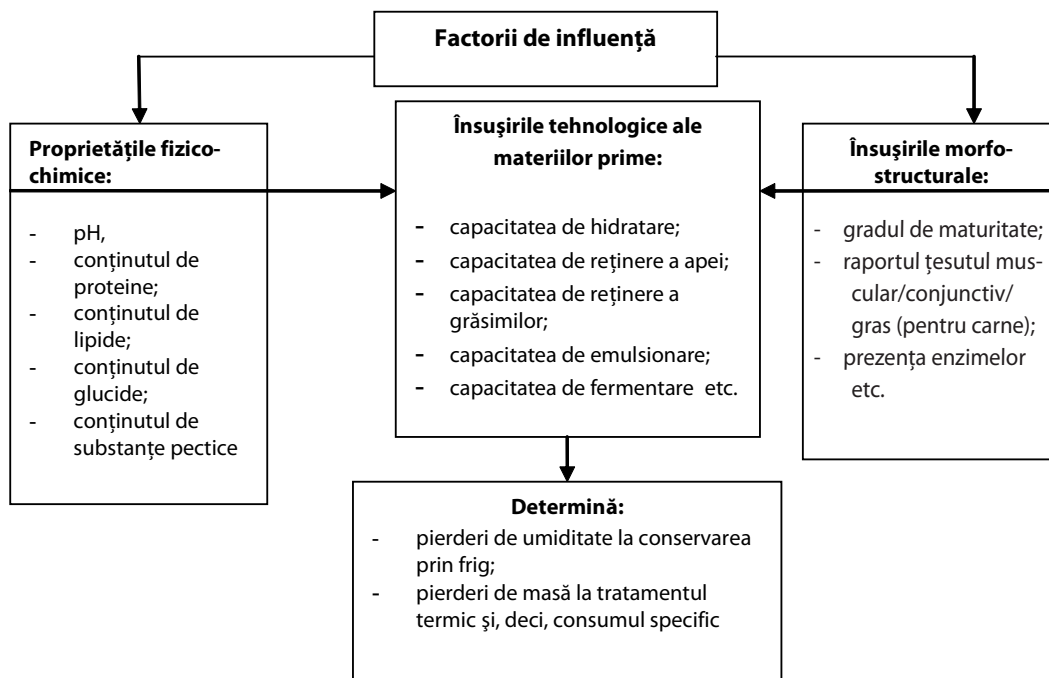 Factorii de influență
Proprietățile fizico-
chimice:
- pH,
- conținutul de
proteine;
- conținutul de
lipide;
- conținutul de
glucide;
- conținutul de
substanțe pectice
Însuşirile tehnologice ale
materiilor prime:
- capacitatea de hidratare;
- capacitatea de reținere a apei;
- capacitatea de reținere a
grăsimilor;
- capacitatea de emulsionare;
- capacitatea de fermentare etc.
Însuşirile morfo-
structurale:
- gradul de maturitate;
- raportul țesutul mus-
cular/conjunctiv/
gras (pentru carne);
- prezența enzimelor
etc.
Determină:
- pierderi de umiditate la conservarea
prin frig;
- pierderi de masă la tratamentul
termic şi, deci, consumul specific